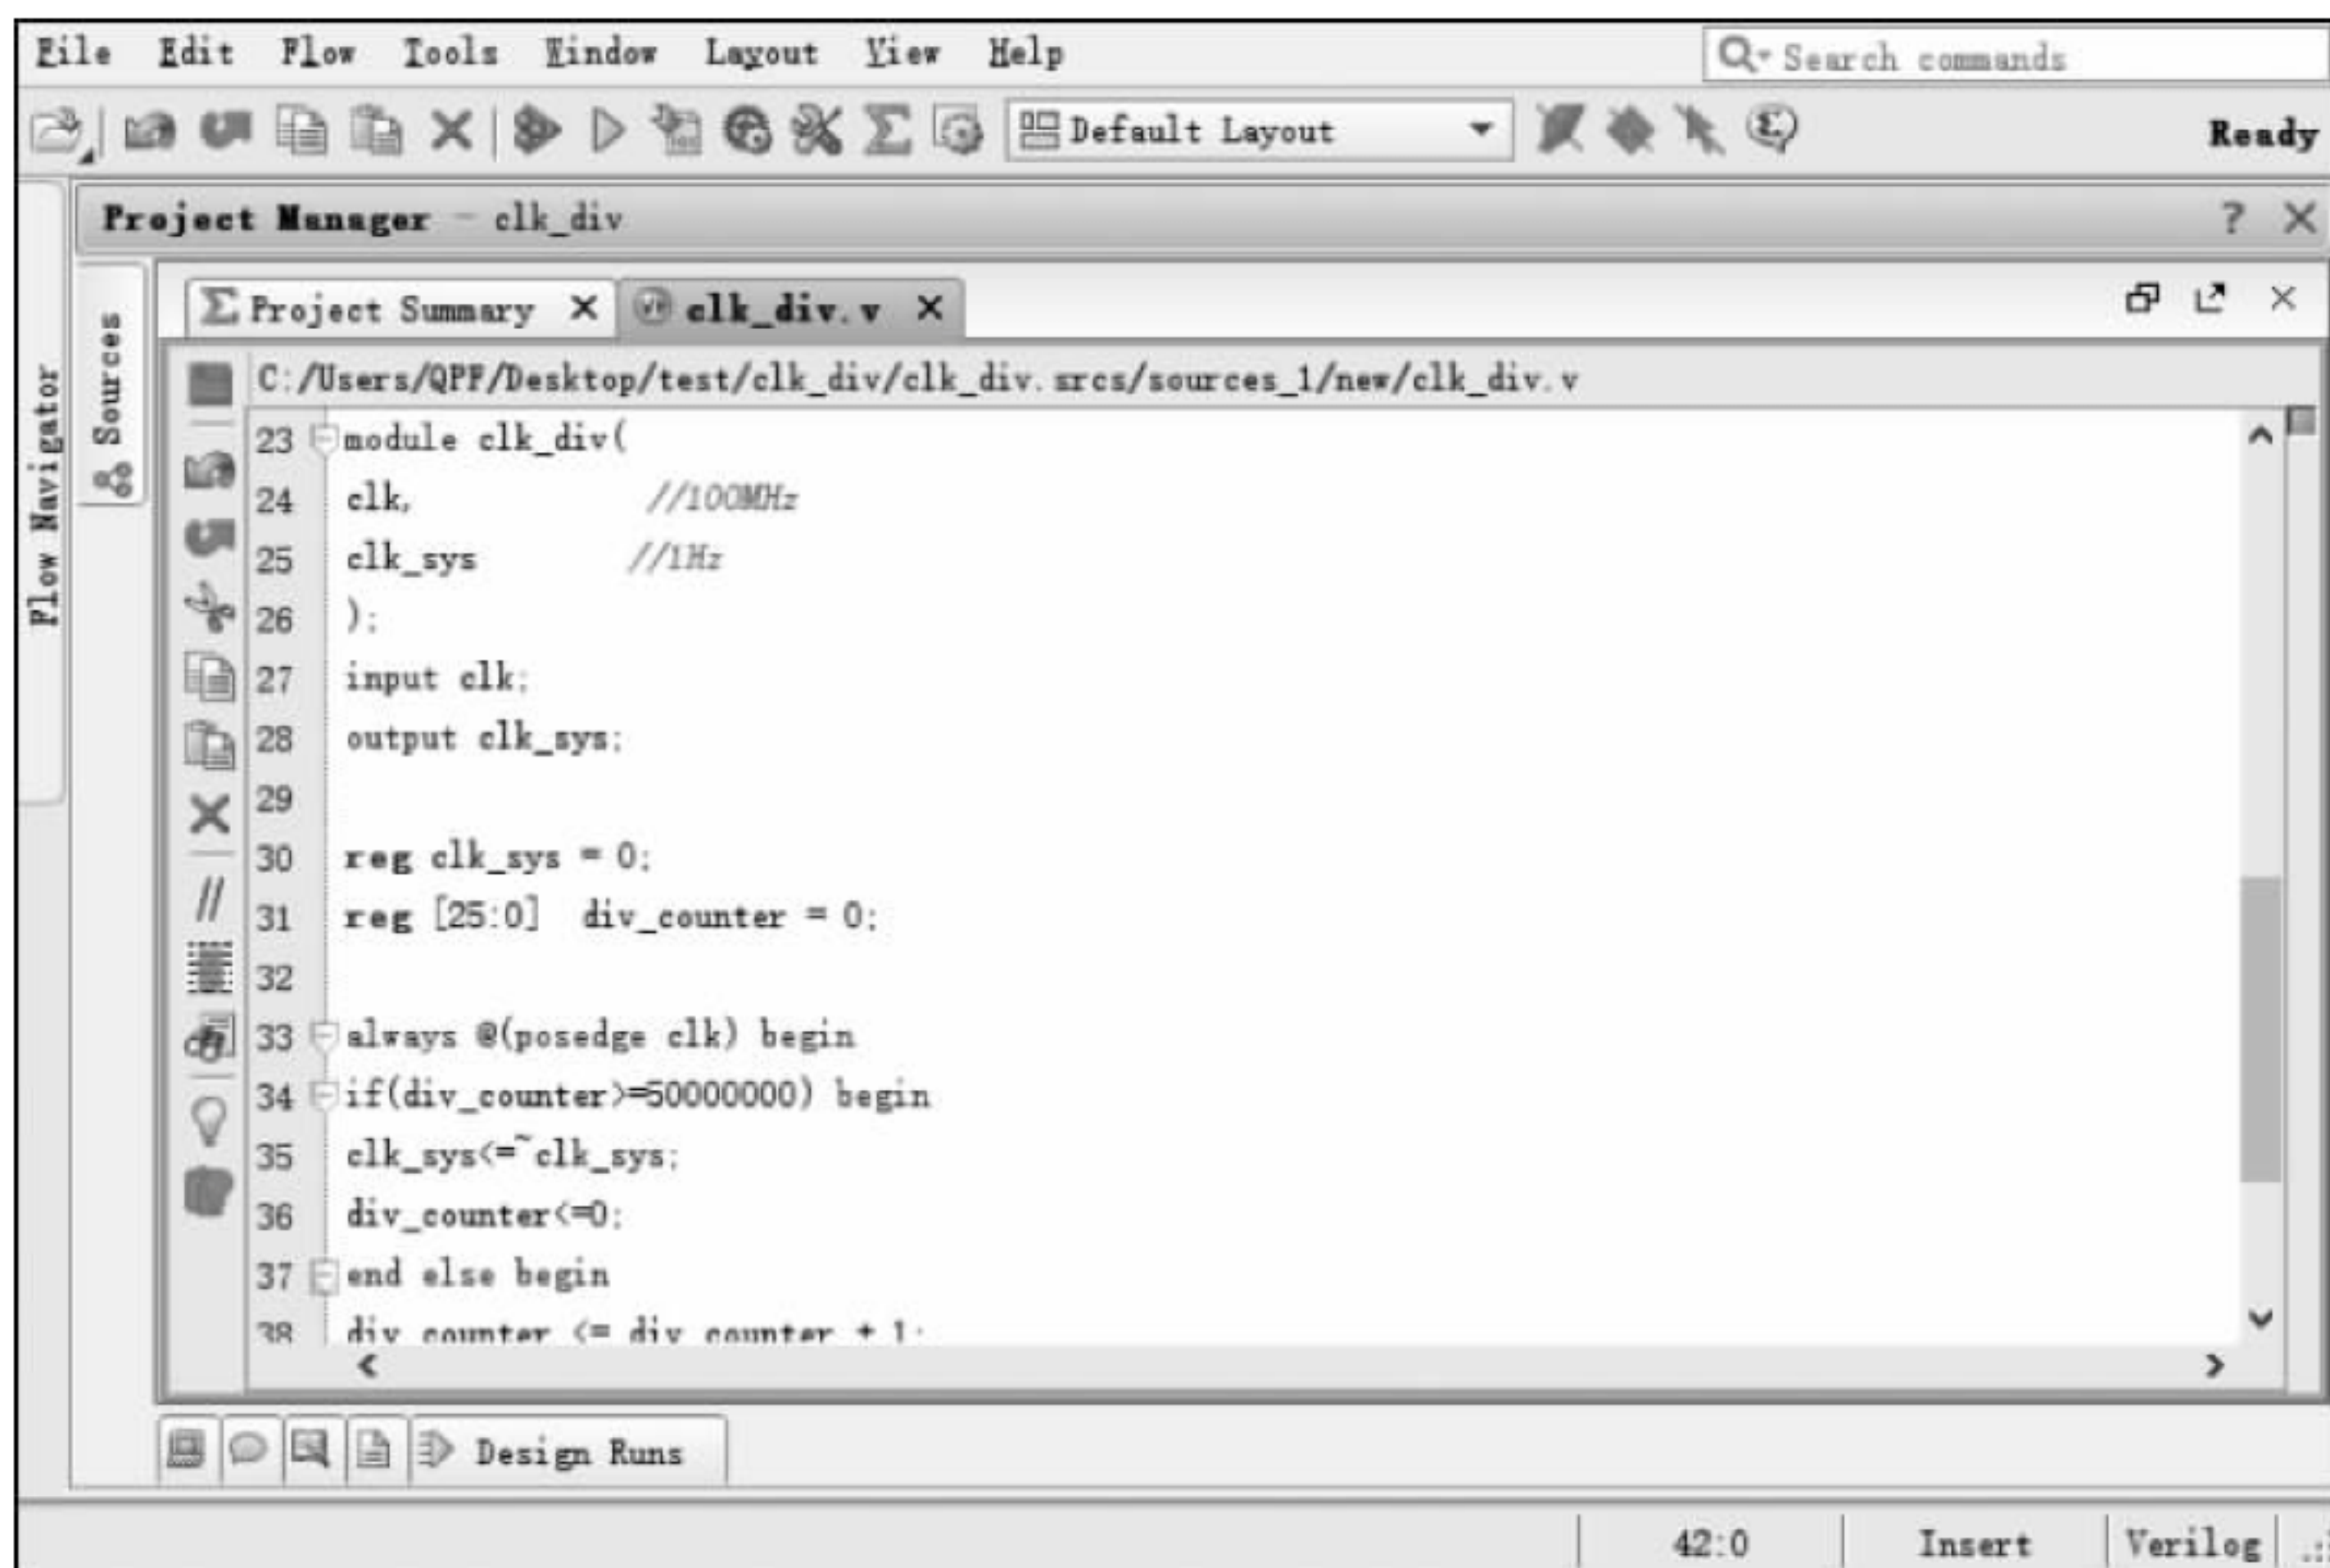 File Edit Flow Tools Window Layout View Help Search commands
Default Layout Ready
Project Manager - clk_div
Flow Navigator
Sources
Project Summary clk_div.v
C:/Users/QPF/Desktop/test/clk_div/clk_div.srcs/sources_1/new/clk_div.v
23 module clk_div(
24 clk, //100MHz
25 clk_sys //1Hz
26 );
27 input clk;
28 output clk_sys;
29
30 reg clk_sys = 0;
31 reg [25:0] div_counter = 0;
32
33 always @(posedge clk) begin
34 if(div_counter>=50000000) begin
35 clk_sys<=~clk_sys;
36 div_counter<=0;
37 end else begin
38 div_counter <= div_counter + 1;
Design Runs
42:0 Insert Verilog